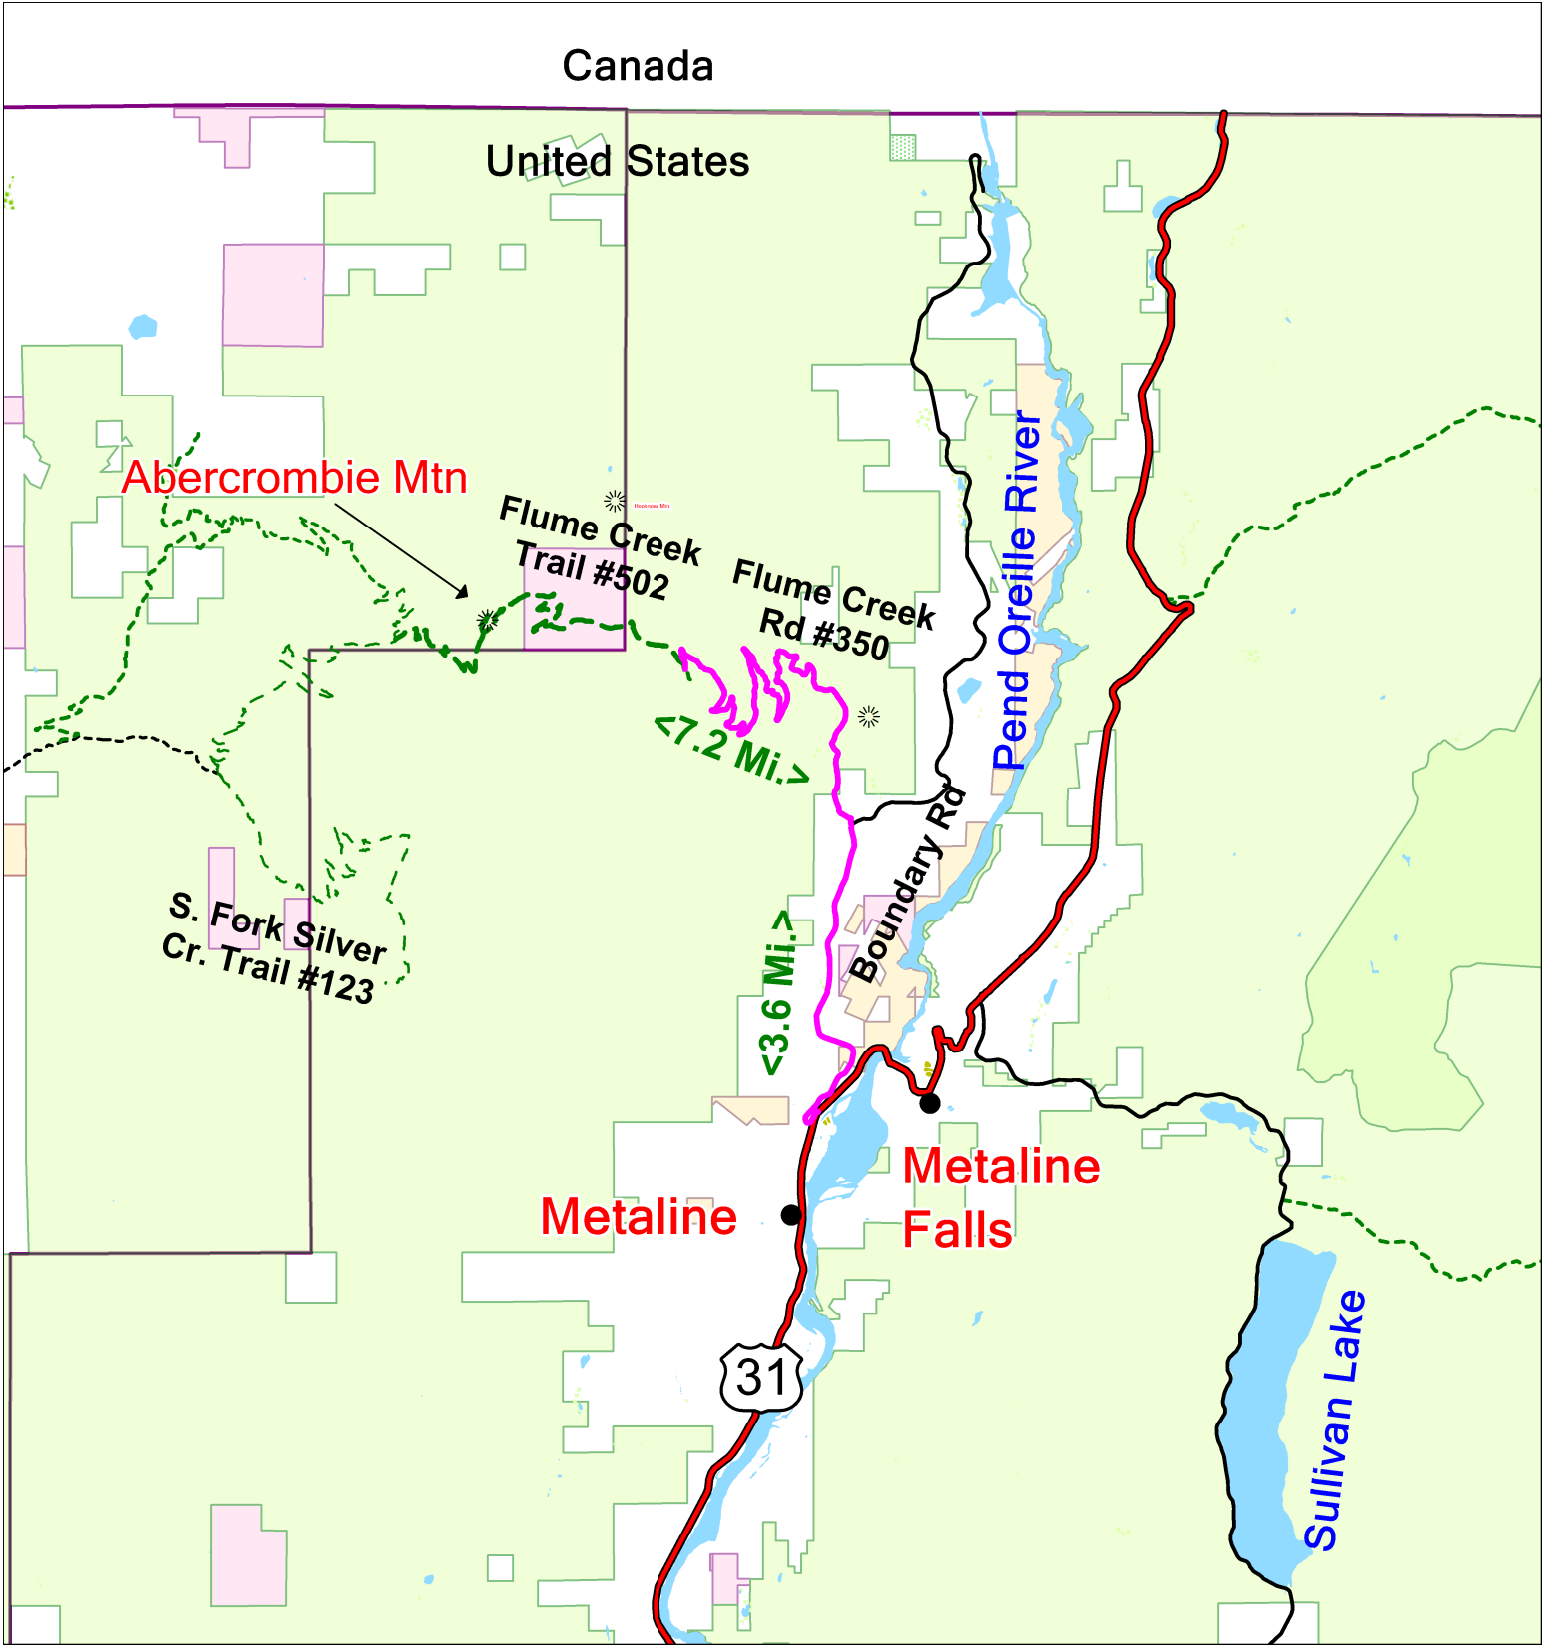 Canada
United States
Abercrombie Mtn
Flume Creek
Trail #502
Flume Creek
Rd #350
Pend Oreille River
<7.2 Mi.>
Boundary Rd
S. Fork Silver
Cr. Trail #123
<3.6 Mi.>
Metaline
Falls
Metaline
Sullivan Lake
31